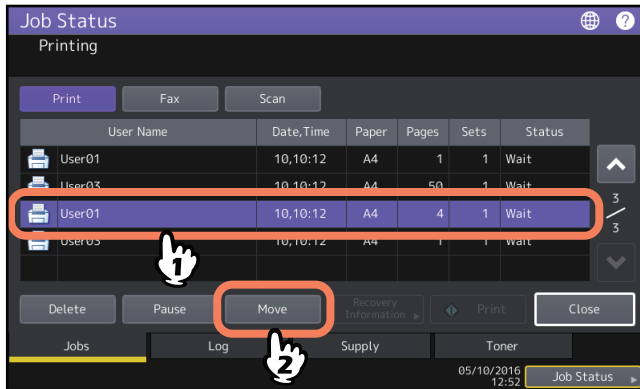 Job Status
?
Printing
Print Fax Scan
User Name Date,Time Paper Pages Sets Status
User01 10,10:12 A4 1 1 Wait
User03 10,10:12 A4 50 1 Wait
User01 10,10:12 A4 4 1 Wait
User03 10,10:12 A4 1 1 Wait
3
3
1
Delete Pause Move Recovery Information Print Close
Jobs Log Supply Toner
2
05/10/2016
12:52
Job Status